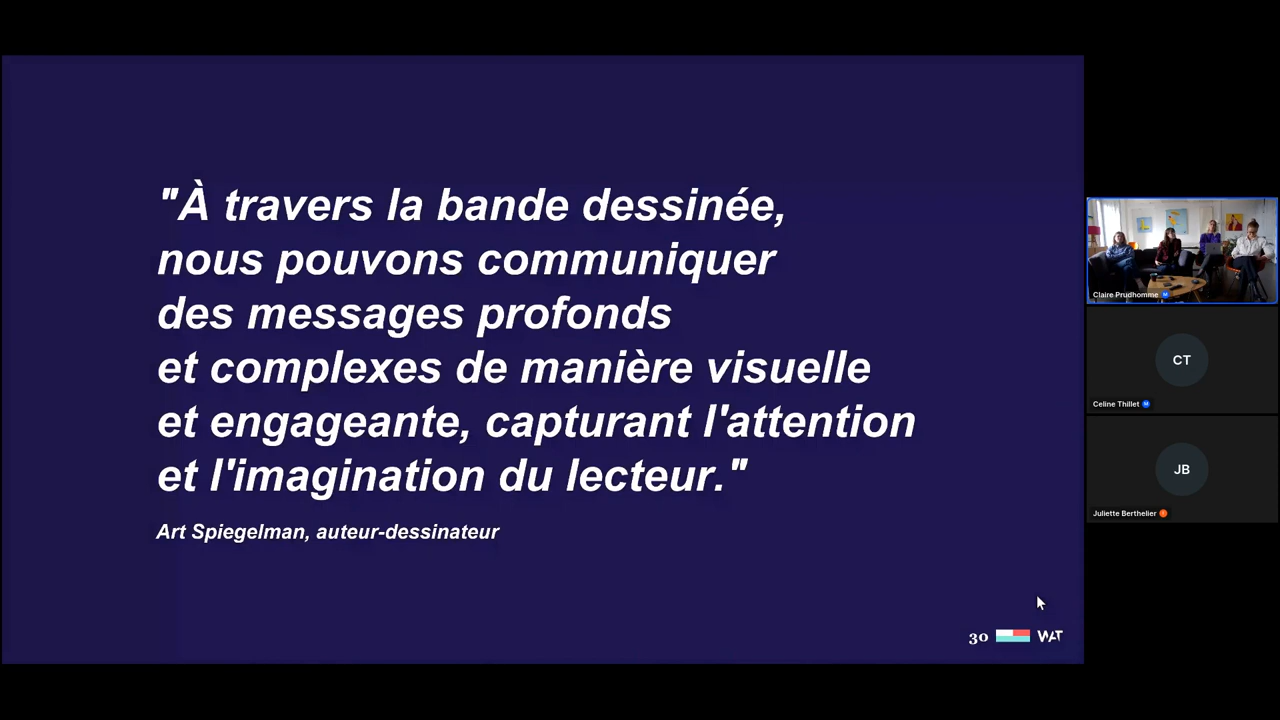 "À travers la bande dessinée,
nous pouvons communiquer
des messages profonds
et complexes de manière visuelle
et engageante, capturant l'attention
et l'imagination du lecteur."
Art Spiegelman, auteur-dessinateur
30 WAT
Claire Prudhomme M
CT
Celine Thillet M
JB
Juliette Berthelier